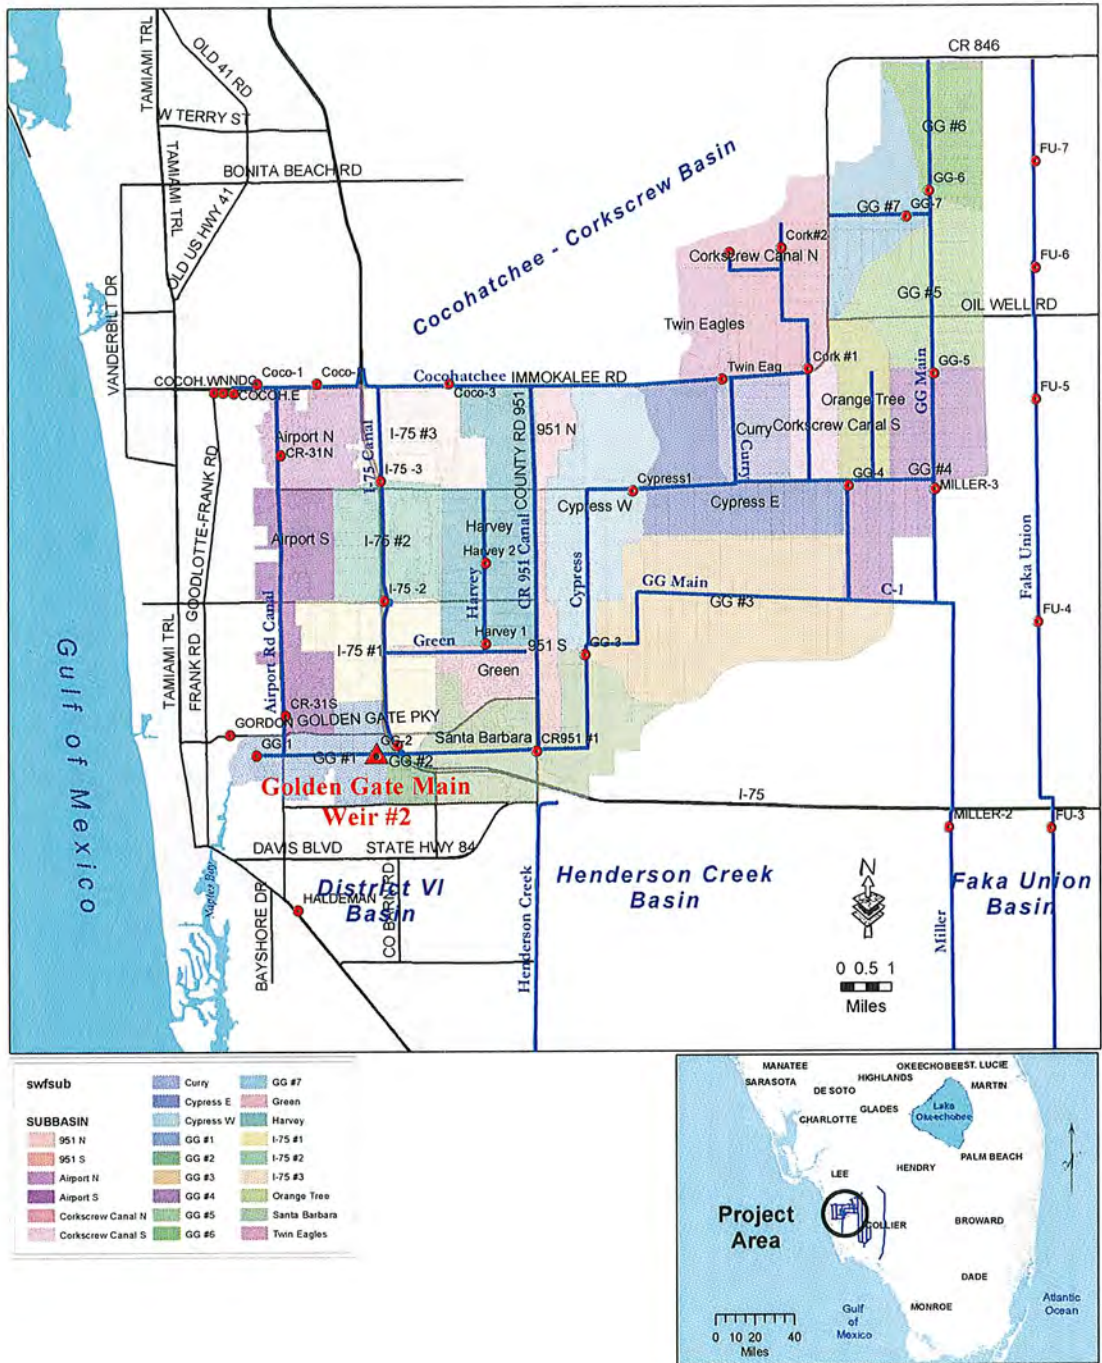 CR 846
OLD 41 RD
TAMIAMI TRL
W TERRY ST
TAMIAMI TRL
BONITA BEACH RD
OLD US HWY 41
VANDERBILT DR
Cocohatchee - Corkscrew Basin
GG #6
FU-7
GG-6
GG #7
GG-7
Cork#2
Corkscrew Canal N
FU-6
GG #5
OIL WELL RD
Twin Eagles
Cork #1
Twin Eag
GG-5
GG Main
FU-5
Coco-1
Coco-
Cocohatchee
IMMOKALEE RD
Coco-3
COCOH.E
Orange Tree
Airport N
CR-31N
I-75 #3
I-75 Canal
951 N
COUNTY RD 951
CR 951 Canal
Curry
Curry
Corkscrew Canal S
I-75 -3
GG-4
GG #4
MILLER-3
Cypress1
Cypress W
Cypress E
GOODLOTTE-FRANK RD
Airport S
I-75 #2
Harvey
Harvey 2
Harvey
Cypress
Faka Union
GG Main
GG #3
C-1
I-75 -2
FU-4
Airport Rd Canal
I-75 #1
Green
Harvey 1
951 S
GG-3
Green
Gulf of Mexico
TAMIAMI TRL
FRANK RD
CR-31S
GORDON
GOLDEN GATE PKY
GG-1
GG #1
GG-2
GG #2
Santa Barbara
CR951 #1
Golden Gate Main
Weir #2
I-75
MILLER-2
FU-3
DAVIS BLVD
STATE HWY 84
Naples Bay
BAYSHORE DR
HALDEMAN
District VI
Basin
CO BARN RD
Henderson Creek
Henderson Creek
Basin
Faka Union
Basin
Miller
N
0 0.5 1
Miles
swfsub
SUBBASIN
951 N
951 S
Airport N
Airport S
Corkscrew Canal N
Corkscrew Canal S
Curry
Cypress E
Cypress W
GG #1
GG #2
GG #3
GG #4
GG #5
GG #6
GG #7
Green
Harvey
I-75 #1
I-75 #2
I-75 #3
Orange Tree
Santa Barbara
Twin Eagles
MANATEE
OKEECHOBEE
ST. LUCIE
SARASOTA
HIGHLANDS
DE SOTO
MARTIN
CHARLOTTE
GLADES
Lake
Okeechobee
PALM BEACH
LEE
HENDRY
Project
Area
COLLIER
BROWARD
DADE
MONROE
Gulf
of
Mexico
Atlantic
Ocean
0 10 20 40
Miles